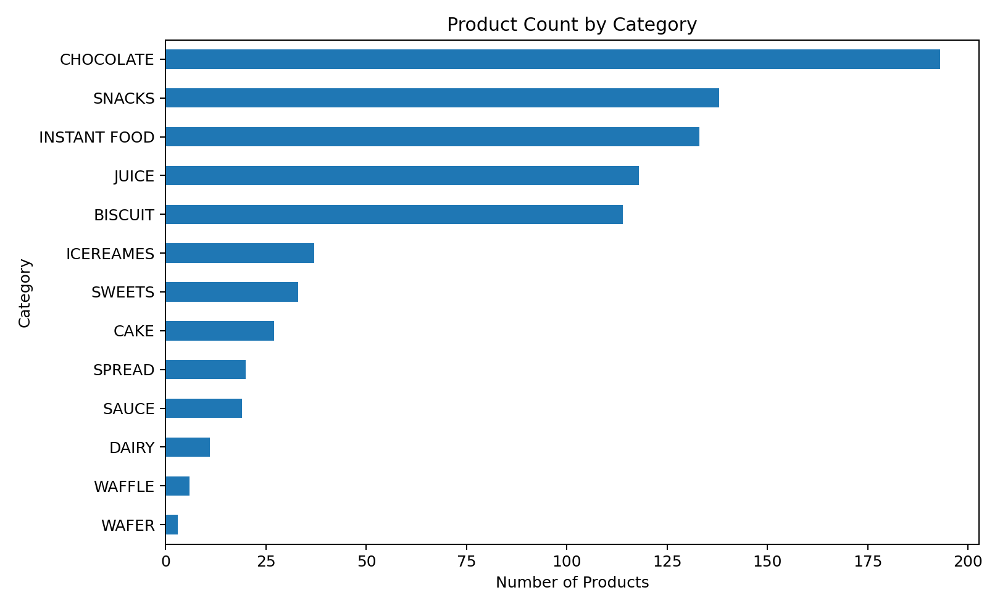 Product Count by Category
CHOCOLATE
SNACKS
INSTANT FOOD
JUICE
BISCUIT
ICEREAMES
SWEETS
CAKE
SPREAD
SAUCE
DAIRY
WAFFLE
WAFER
Category
0 25 50 75 100 125 150 175 200
Number of Products